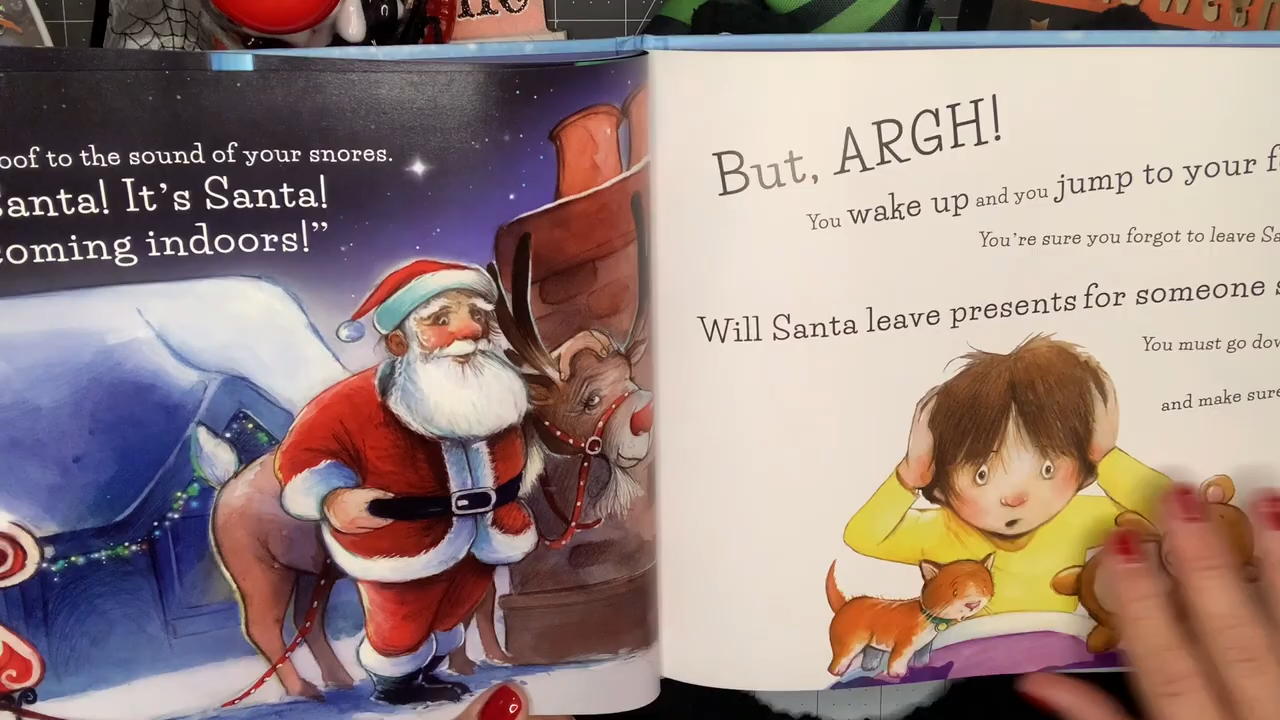 oof to the sound of your snores.
Santa! It's Santa!
coming indoors!”
But, ARGH!
You wake up and you jump to your f
You're sure you forgot to leave Sa
Will Santa leave presents for someone s
You must go dow
and make sure